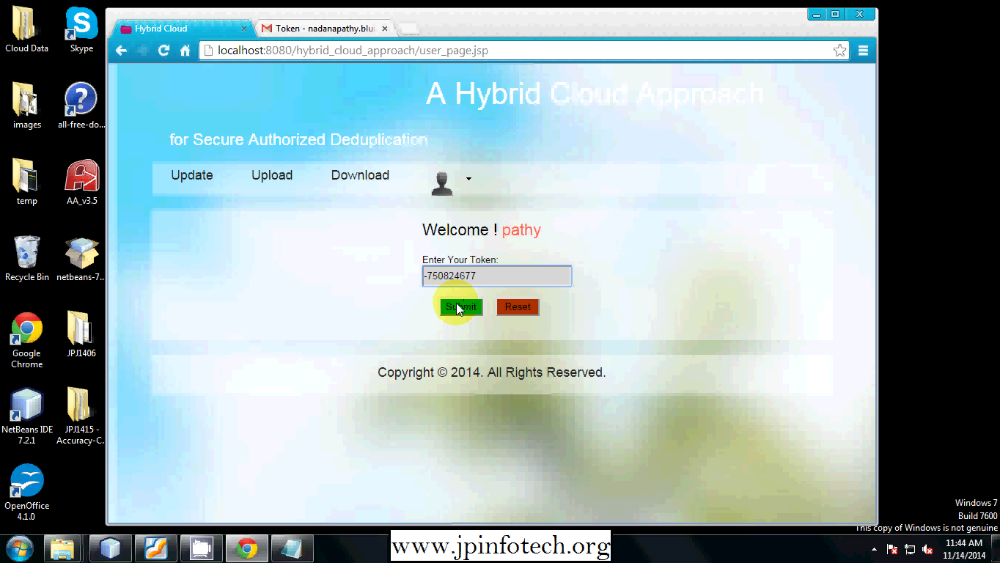 Cloud Data
Skype
images
all-free-do...
temp
AA_v3.5
Recycle Bin
netbeans-7...
Google
Chrome
JPJ1406
NetBeans IDE
7.2.1
JPJ1415 -
Accuracy-C...
OpenOffice
4.1.0
Hybrid Cloud
Token - nadanapathy.blu
localhost:8080/hybrid_cloud_approach/user_page.jsp
A Hybrid Cloud Approach
for Secure Authorized Deduplication
Update
Upload
Download
Welcome ! pathy
Enter Your Token:
-750824677
Submit
Reset
Copyright © 2014. All Rights Reserved.
Windows 7
Build 7600
This copy of Windows is not genuine
www.jpinfotech.org
11:44 AM
11/14/2014